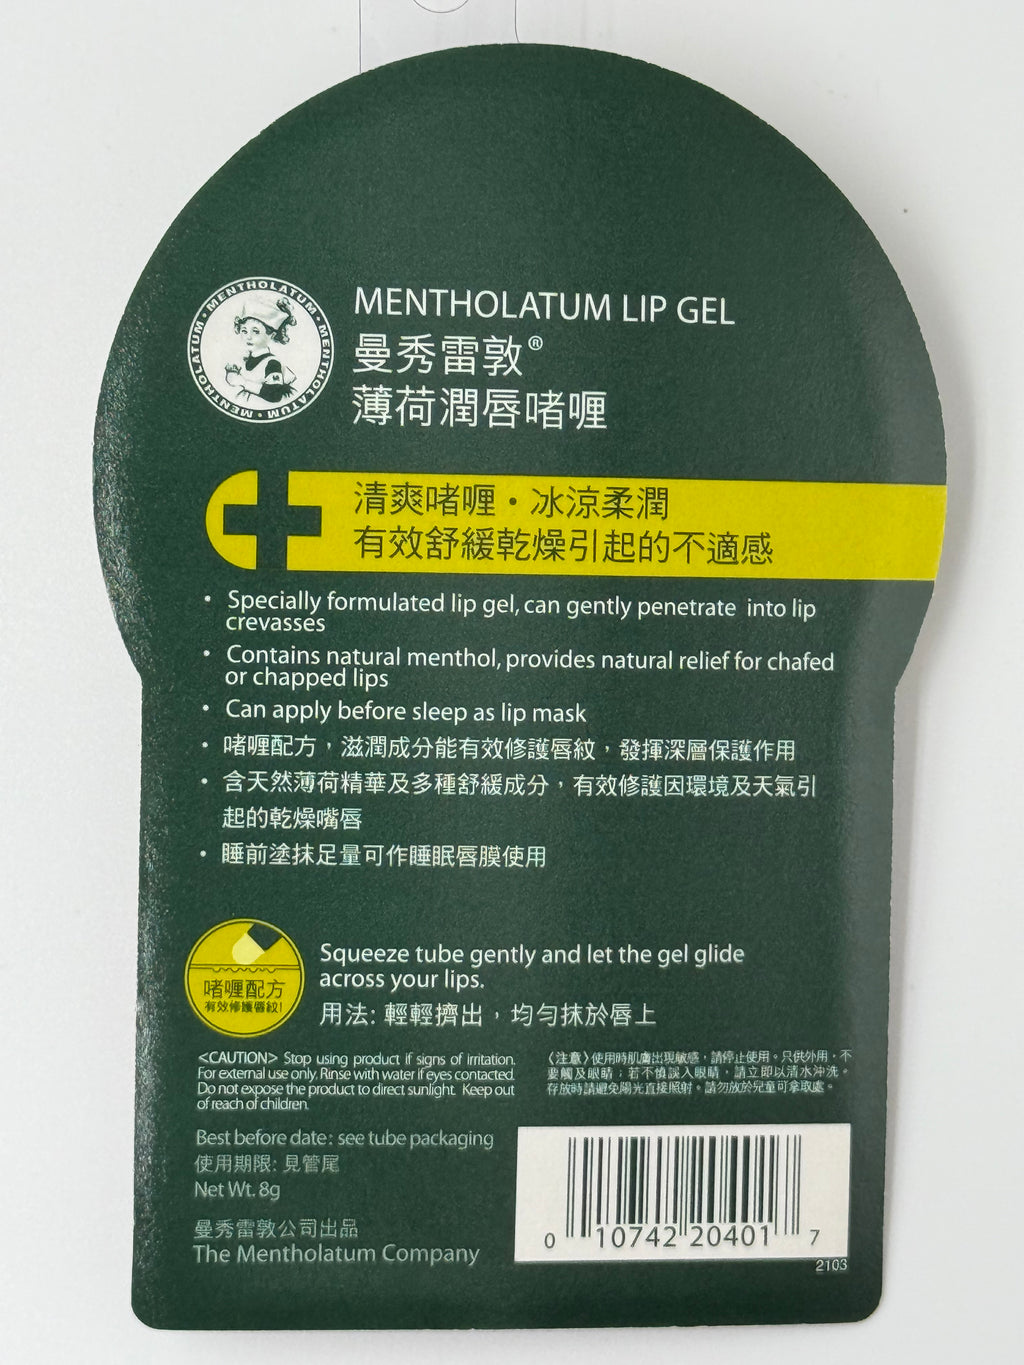 MENTHOLATUM • MENTHOLATUM • MENTHOLATUM • MENTHOLATUM
MENTHOLATUM LIP GEL
曼秀雷敦®
薄荷潤唇啫喱
清爽啫喱・冰涼柔潤
有效舒緩乾燥引起的不適感
• Specially formulated lip gel, can gently penetrate into lip
crevasses
• Contains natural menthol, provides natural relief for chafed
or chapped lips
• Can apply before sleep as lip mask
• 啫喱配方，滋潤成分能有效修護唇紋，發揮深層保護作用
• 含天然薄荷精華及多種舒緩成分，有效修護因環境及天氣引
起的乾燥嘴唇
• 睡前塗抹足量可作睡眠唇膜使用
啫喱配方
有效修護唇紋!
Squeeze tube gently and let the gel glide
across your lips.
用法: 輕輕擠出，均勻抹於唇上
<CAUTION> Stop using product if signs of irritation.
For external use only. Rinse with water if eyes contacted.
Do not expose the product to direct sunlight. Keep out
of reach of children.
〈注意〉使用時肌膚出現敏感，請停止使用。只供外用，不
要觸及眼睛；若不慎誤入眼睛，請立即以清水沖洗。
存放時請避免陽光直接照射。請勿放於兒童可拿取處。
Best before date: see tube packaging
使用期限: 見管尾
Net Wt. 8g
曼秀雷敦公司出品
The Mentholatum Company
0 10742 20401 7
2103